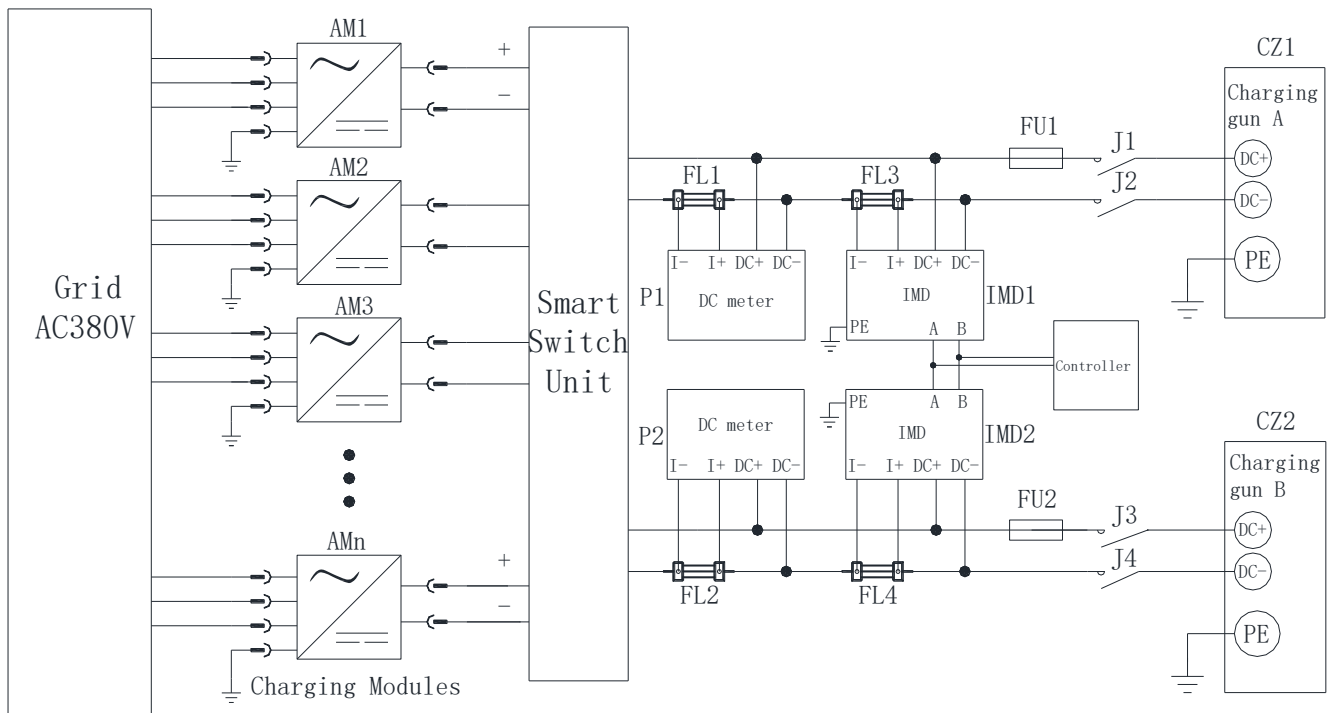 Grid
AC380V
AM1
AM2
AM3
AMn
Charging Modules
+
−
+
−
Smart
Switch
Unit
FL1
FL3
FU1
J1
J2
CZ1
Charging
gun A
DC+
DC−
PE
I− I+ DC+ DC−
DC meter
P1
I− I+ DC+ DC−
IMD
IMD1
PE
A B
Controller
P2
DC meter
I− I+ DC+ DC−
PE
A B
IMD
IMD2
I− I+ DC+ DC−
FL2
FL4
FU2
J3
J4
CZ2
Charging
gun B
DC+
DC−
PE